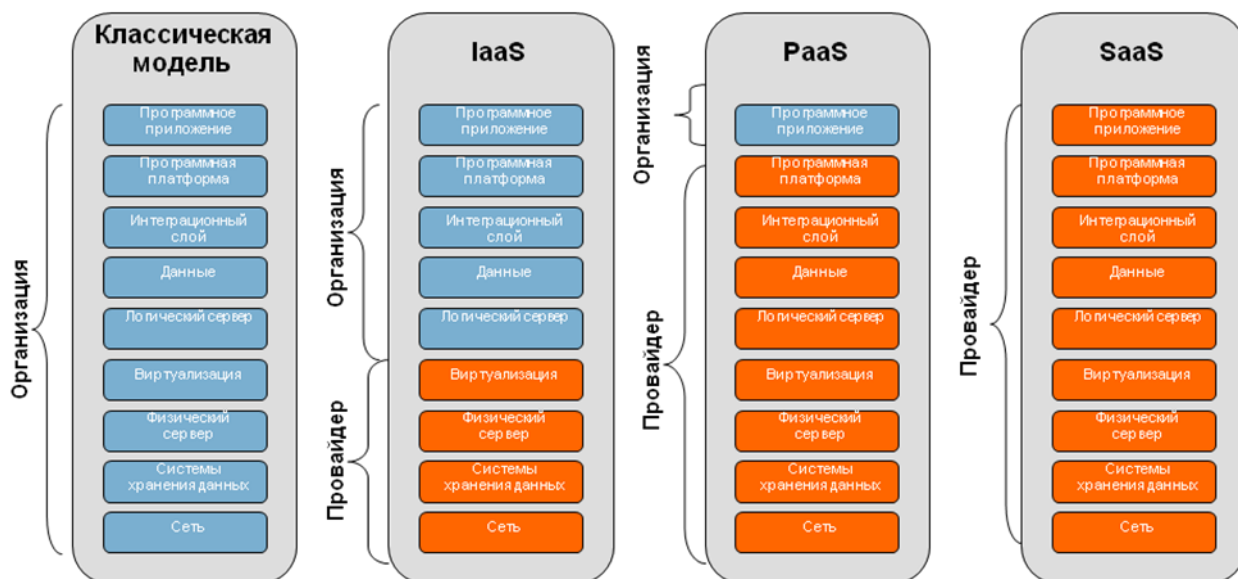 Классическая
модель
Организация
Программное
приложение
Программная
платформа
Интеграционный
слой
Данные
Логический сервер
Виртуализация
Физический
сервер
Системы
хранения данных
Сеть
IaaS
Организация
Провайдер
Программное
приложение
Программная
платформа
Интеграционный
слой
Данные
Логический сервер
Виртуализация
Физический
сервер
Системы
хранения данных
Сеть
PaaS
Организация
Провайдер
Программное
приложение
Программная
платформа
Интеграционный
слой
Данные
Логический сервер
Виртуализация
Физический
сервер
Системы
хранения данных
Сеть
SaaS
Провайдер
Программное
приложение
Программная
платформа
Интеграционный
слой
Данные
Логический сервер
Виртуализация
Физический
сервер
Системы
хранения данных
Сеть